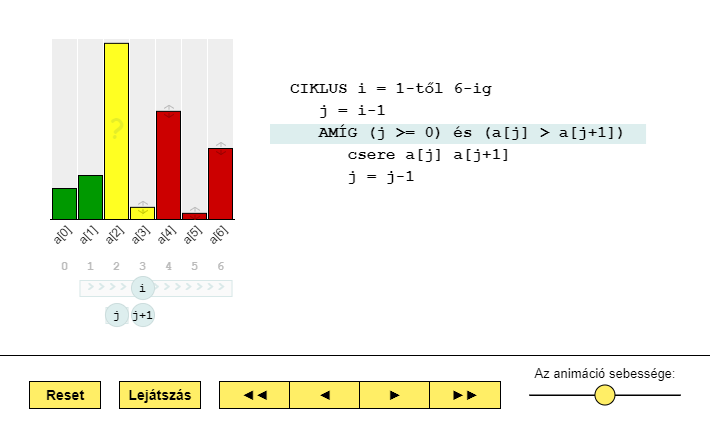 CIKLUS i = 1-től 6-ig
j = i-1
AMÍG (j >= 0) és (a[j] > a[j+1])
csere a[j] a[j+1]
j = j-1
?
a[0] a[1] a[2] a[3] a[4] a[5] a[6]
0 1 2 3 4 5 6
i
j j+1
Az animáció sebessége:
Reset Lejátszás